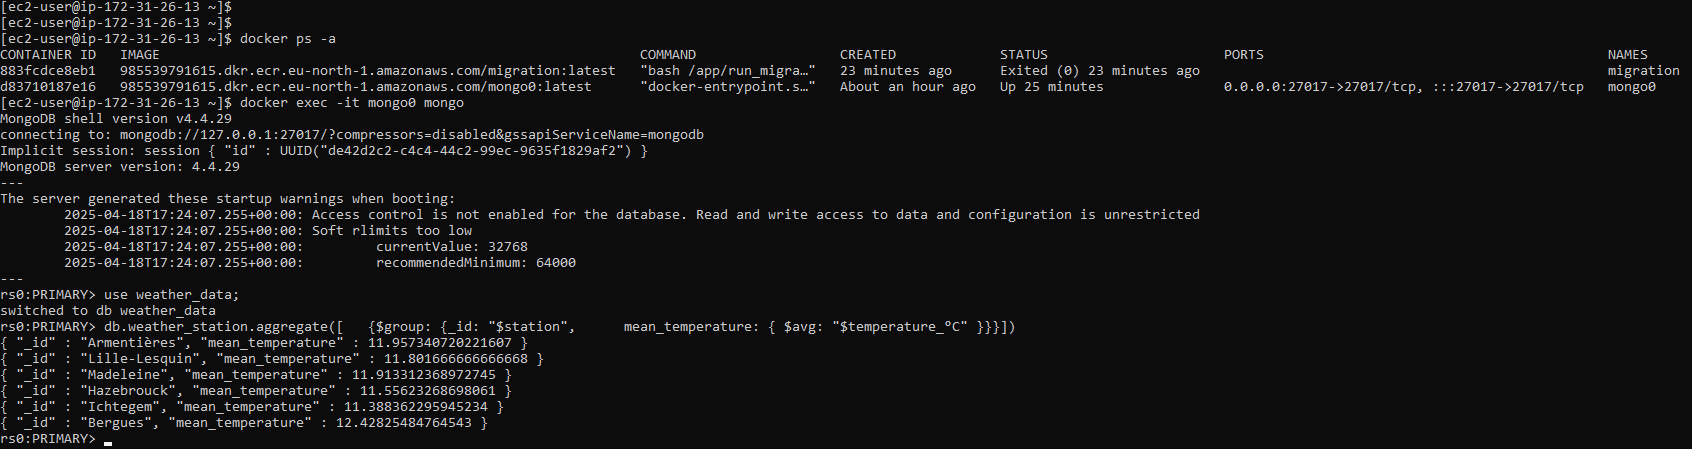 [ec2-user@ip-172-31-26-13 ~]$
[ec2-user@ip-172-31-26-13 ~]$
[ec2-user@ip-172-31-26-13 ~]$ docker ps -a
CONTAINER ID   IMAGE                                                            COMMAND                  CREATED             STATUS                      PORTS                                           NAMES
883fcdce8eb1   985539791615.dkr.ecr.eu-north-1.amazonaws.com/migration:latest   "bash /app/run_migra…"   23 minutes ago      Exited (0) 23 minutes ago                                                   migration
d83710187e16   985539791615.dkr.ecr.eu-north-1.amazonaws.com/mongo0:latest      "docker-entrypoint.s…"   About an hour ago   Up 25 minutes               0.0.0.0:27017->27017/tcp, :::27017->27017/tcp   mongo0
[ec2-user@ip-172-31-26-13 ~]$ docker exec -it mongo0 mongo
MongoDB shell version v4.4.29
connecting to: mongodb://127.0.0.1:27017/?compressors=disabled&gssapiServiceName=mongodb
Implicit session: session { "id" : UUID("de42d2c2-c4c4-44c2-99ec-9635f1829af2") }
MongoDB server version: 4.4.29
---
The server generated these startup warnings when booting:
        2025-04-18T17:24:07.255+00:00: Access control is not enabled for the database. Read and write access to data and configuration is unrestricted
        2025-04-18T17:24:07.255+00:00: Soft rlimits too low
        2025-04-18T17:24:07.255+00:00:         currentValue: 32768
        2025-04-18T17:24:07.255+00:00:         recommendedMinimum: 64000
---
rs0:PRIMARY> use weather_data;
switched to db weather_data
rs0:PRIMARY> db.weather_station.aggregate([   {$group: {_id: "$station",      mean_temperature: { $avg: "$temperature_°C" }}}])
{ "_id" : "Armentières", "mean_temperature" : 11.957340720221607 }
{ "_id" : "Lille-Lesquin", "mean_temperature" : 11.801666666666668 }
{ "_id" : "Madeleine", "mean_temperature" : 11.913312368972745 }
{ "_id" : "Hazebrouck", "mean_temperature" : 11.55623268698061 }
{ "_id" : "Ichtegem", "mean_temperature" : 11.388362295945234 }
{ "_id" : "Bergues", "mean_temperature" : 12.42825484764543 }
rs0:PRIMARY>